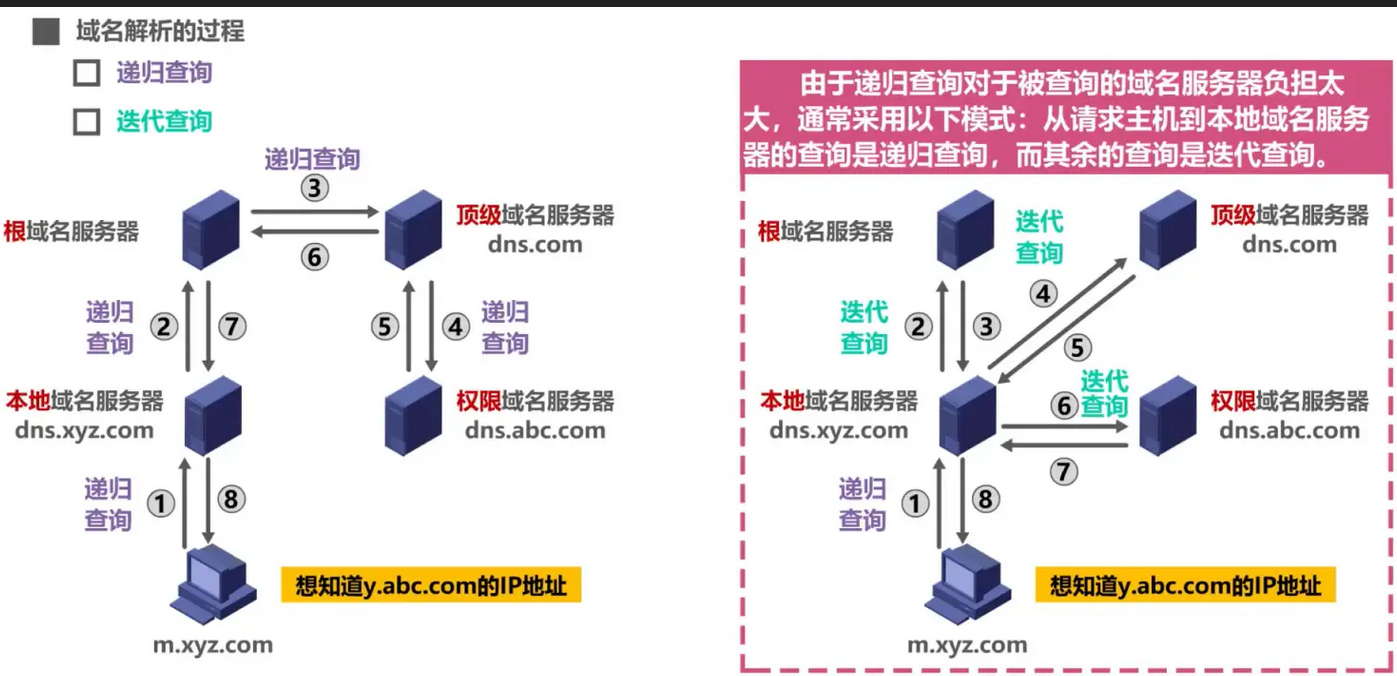 域名解析的过程
递归查询
迭代查询
递归查询
③
根域名服务器
顶级域名服务器
dns.com
⑥
递归
查询
②
⑦
⑤
④
递归
查询
本地域名服务器
dns.xyz.com
权限域名服务器
dns.abc.com
递归
查询
①
⑧
想知道y.abc.com的IP地址
m.xyz.com
由于递归查询对于被查询的域名服务器负担太
大，通常采用以下模式：从请求主机到本地域名服务
器的查询是递归查询，而其余的查询是迭代查询。
根域名服务器
迭代
查询
顶级域名服务器
dns.com
④
迭代
查询
②
③
⑤
迭代
查询
⑥
本地域名服务器
dns.xyz.com
权限域名服务器
dns.abc.com
⑦
递归
查询
①
⑧
想知道y.abc.com的IP地址
m.xyz.com